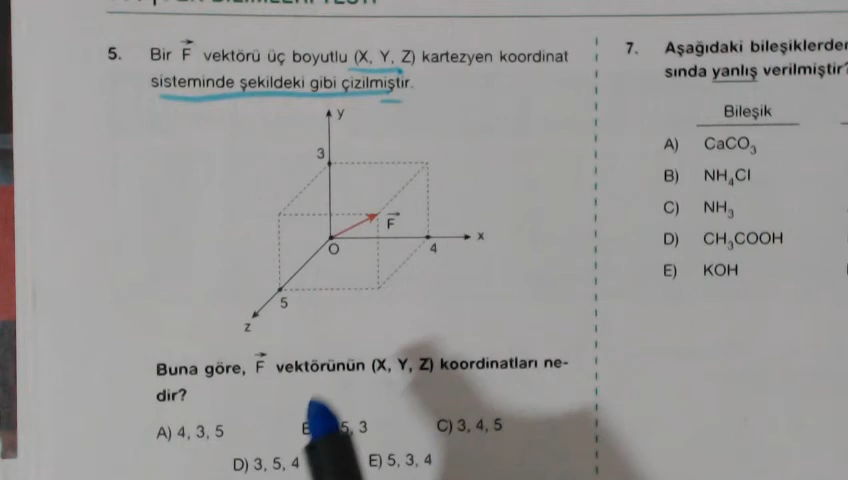 5. Bir F vektörü üç boyutlu (X, Y, Z) kartezyen koordinat
sisteminde şekildeki gibi çizilmiştir.
y
3
F
x
O
4
5
z
Buna göre, F vektörünün (X, Y, Z) koordinatları ne-
dir?
A) 4, 3, 5
5, 3
C) 3, 4, 5
D) 3, 5, 4
E) 5, 3, 4
7. Aşağıdaki bileşiklerden
sında yanlış verilmiştir?
Bileşik
A) CaCO₃
B) NH₄Cl
C) NH₃
D) CH₃COOH
E) KOH